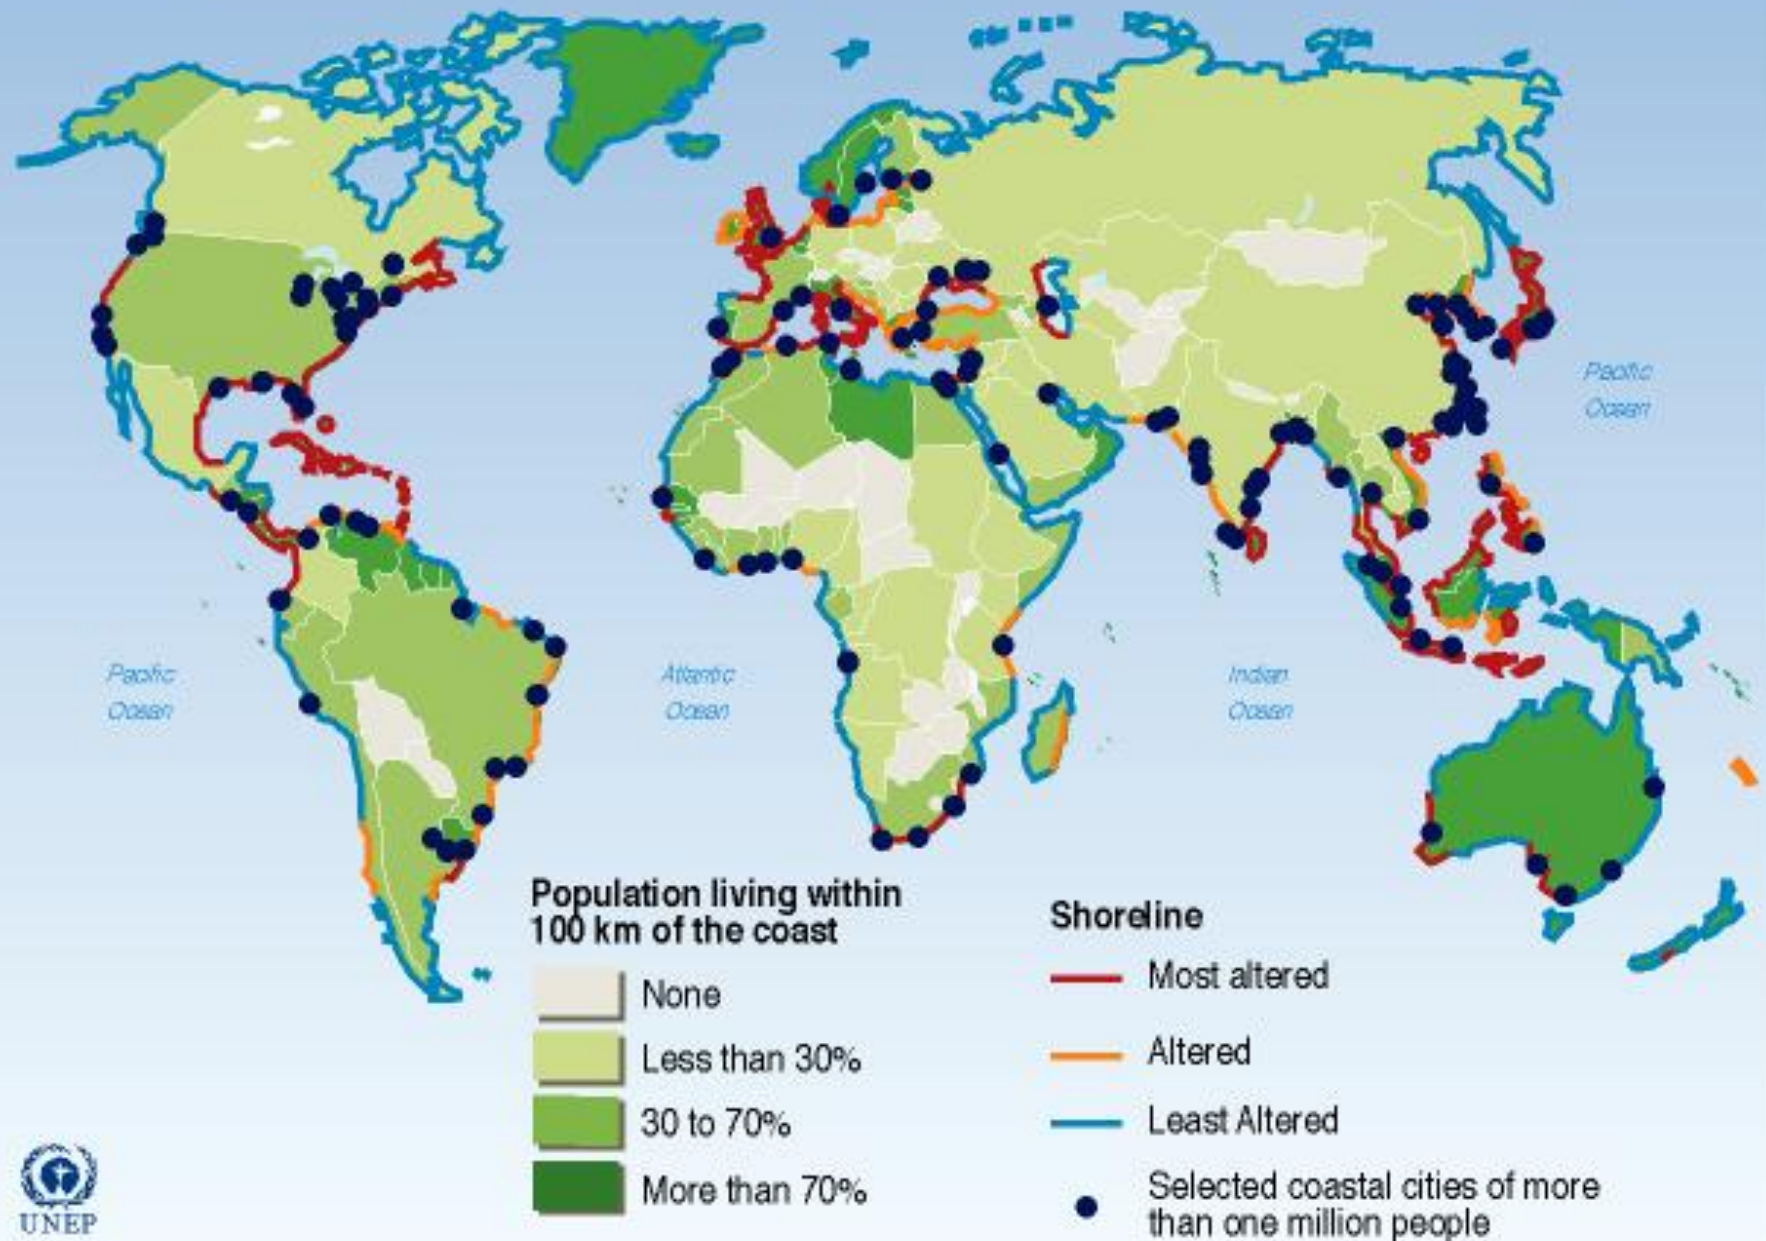 Pacific
Ocean
Pacific
Ocean
Atlantic
Ocean
Indian
Ocean
Population living within
100 km of the coast
None
Less than 30%
30 to 70%
More than 70%
Shoreline
Most altered
Altered
Least Altered
Selected coastal cities of more
than one million people
UNEP